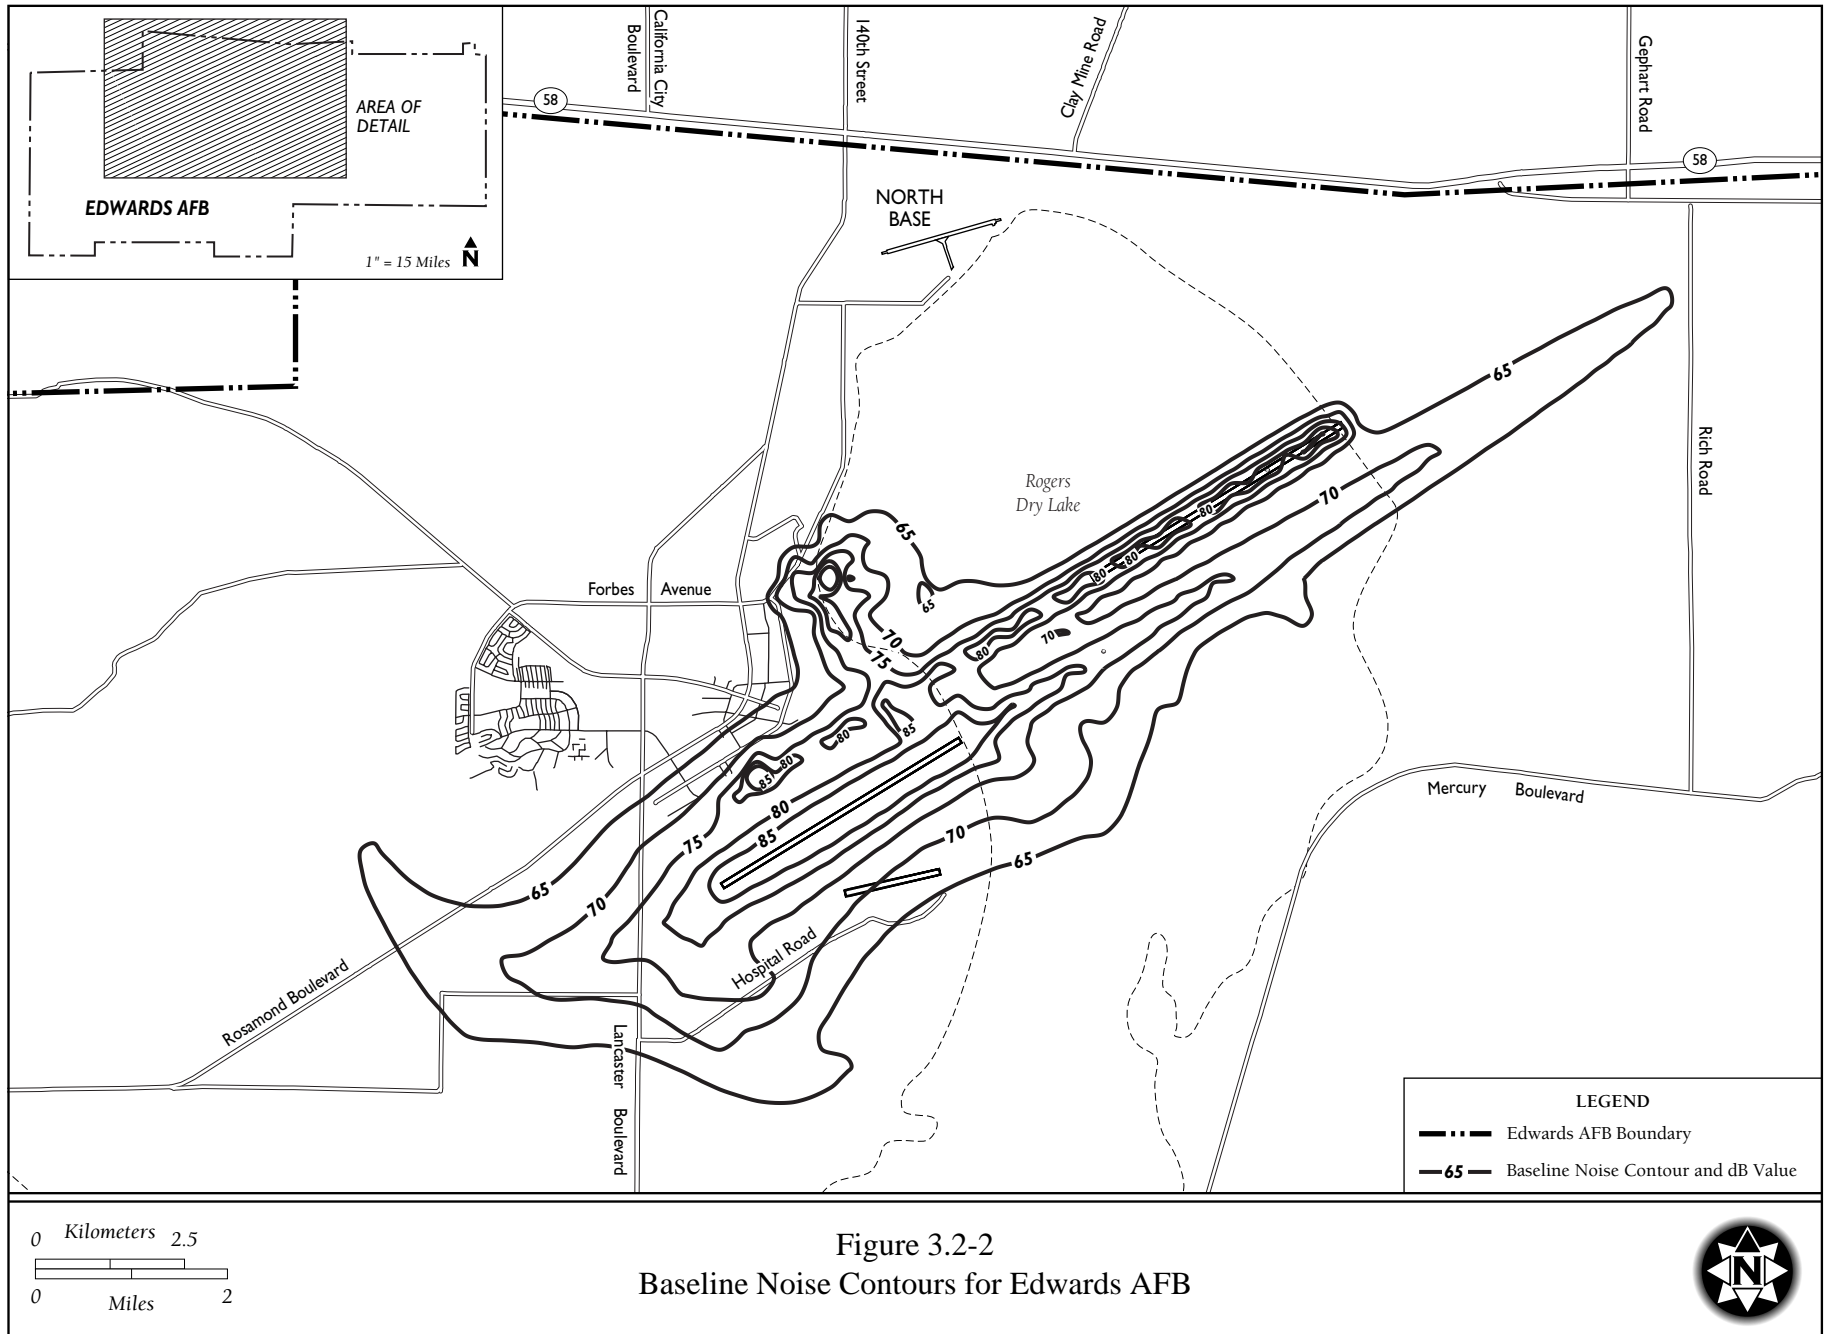 AREA OF
DETAIL
EDWARDS AFB
1" = 15 Miles N
California City
Boulevard
140th Street
Clay Mine Road
Gephart Road
58
58
NORTH
BASE
Rogers
Dry Lake
Rich Road
65
70
65
65
70
75
80
80
80
80
70
85
80
80
85
80
85
75
70
65
70
65
Forbes Avenue
Mercury Boulevard
Hospital Road
Rosamond Boulevard
Lancaster Boulevard
LEGEND
Edwards AFB Boundary
65 Baseline Noise Contour and dB Value
0 Kilometers 2.5
0 Miles 2
Figure 3.2-2
Baseline Noise Contours for Edwards AFB
N